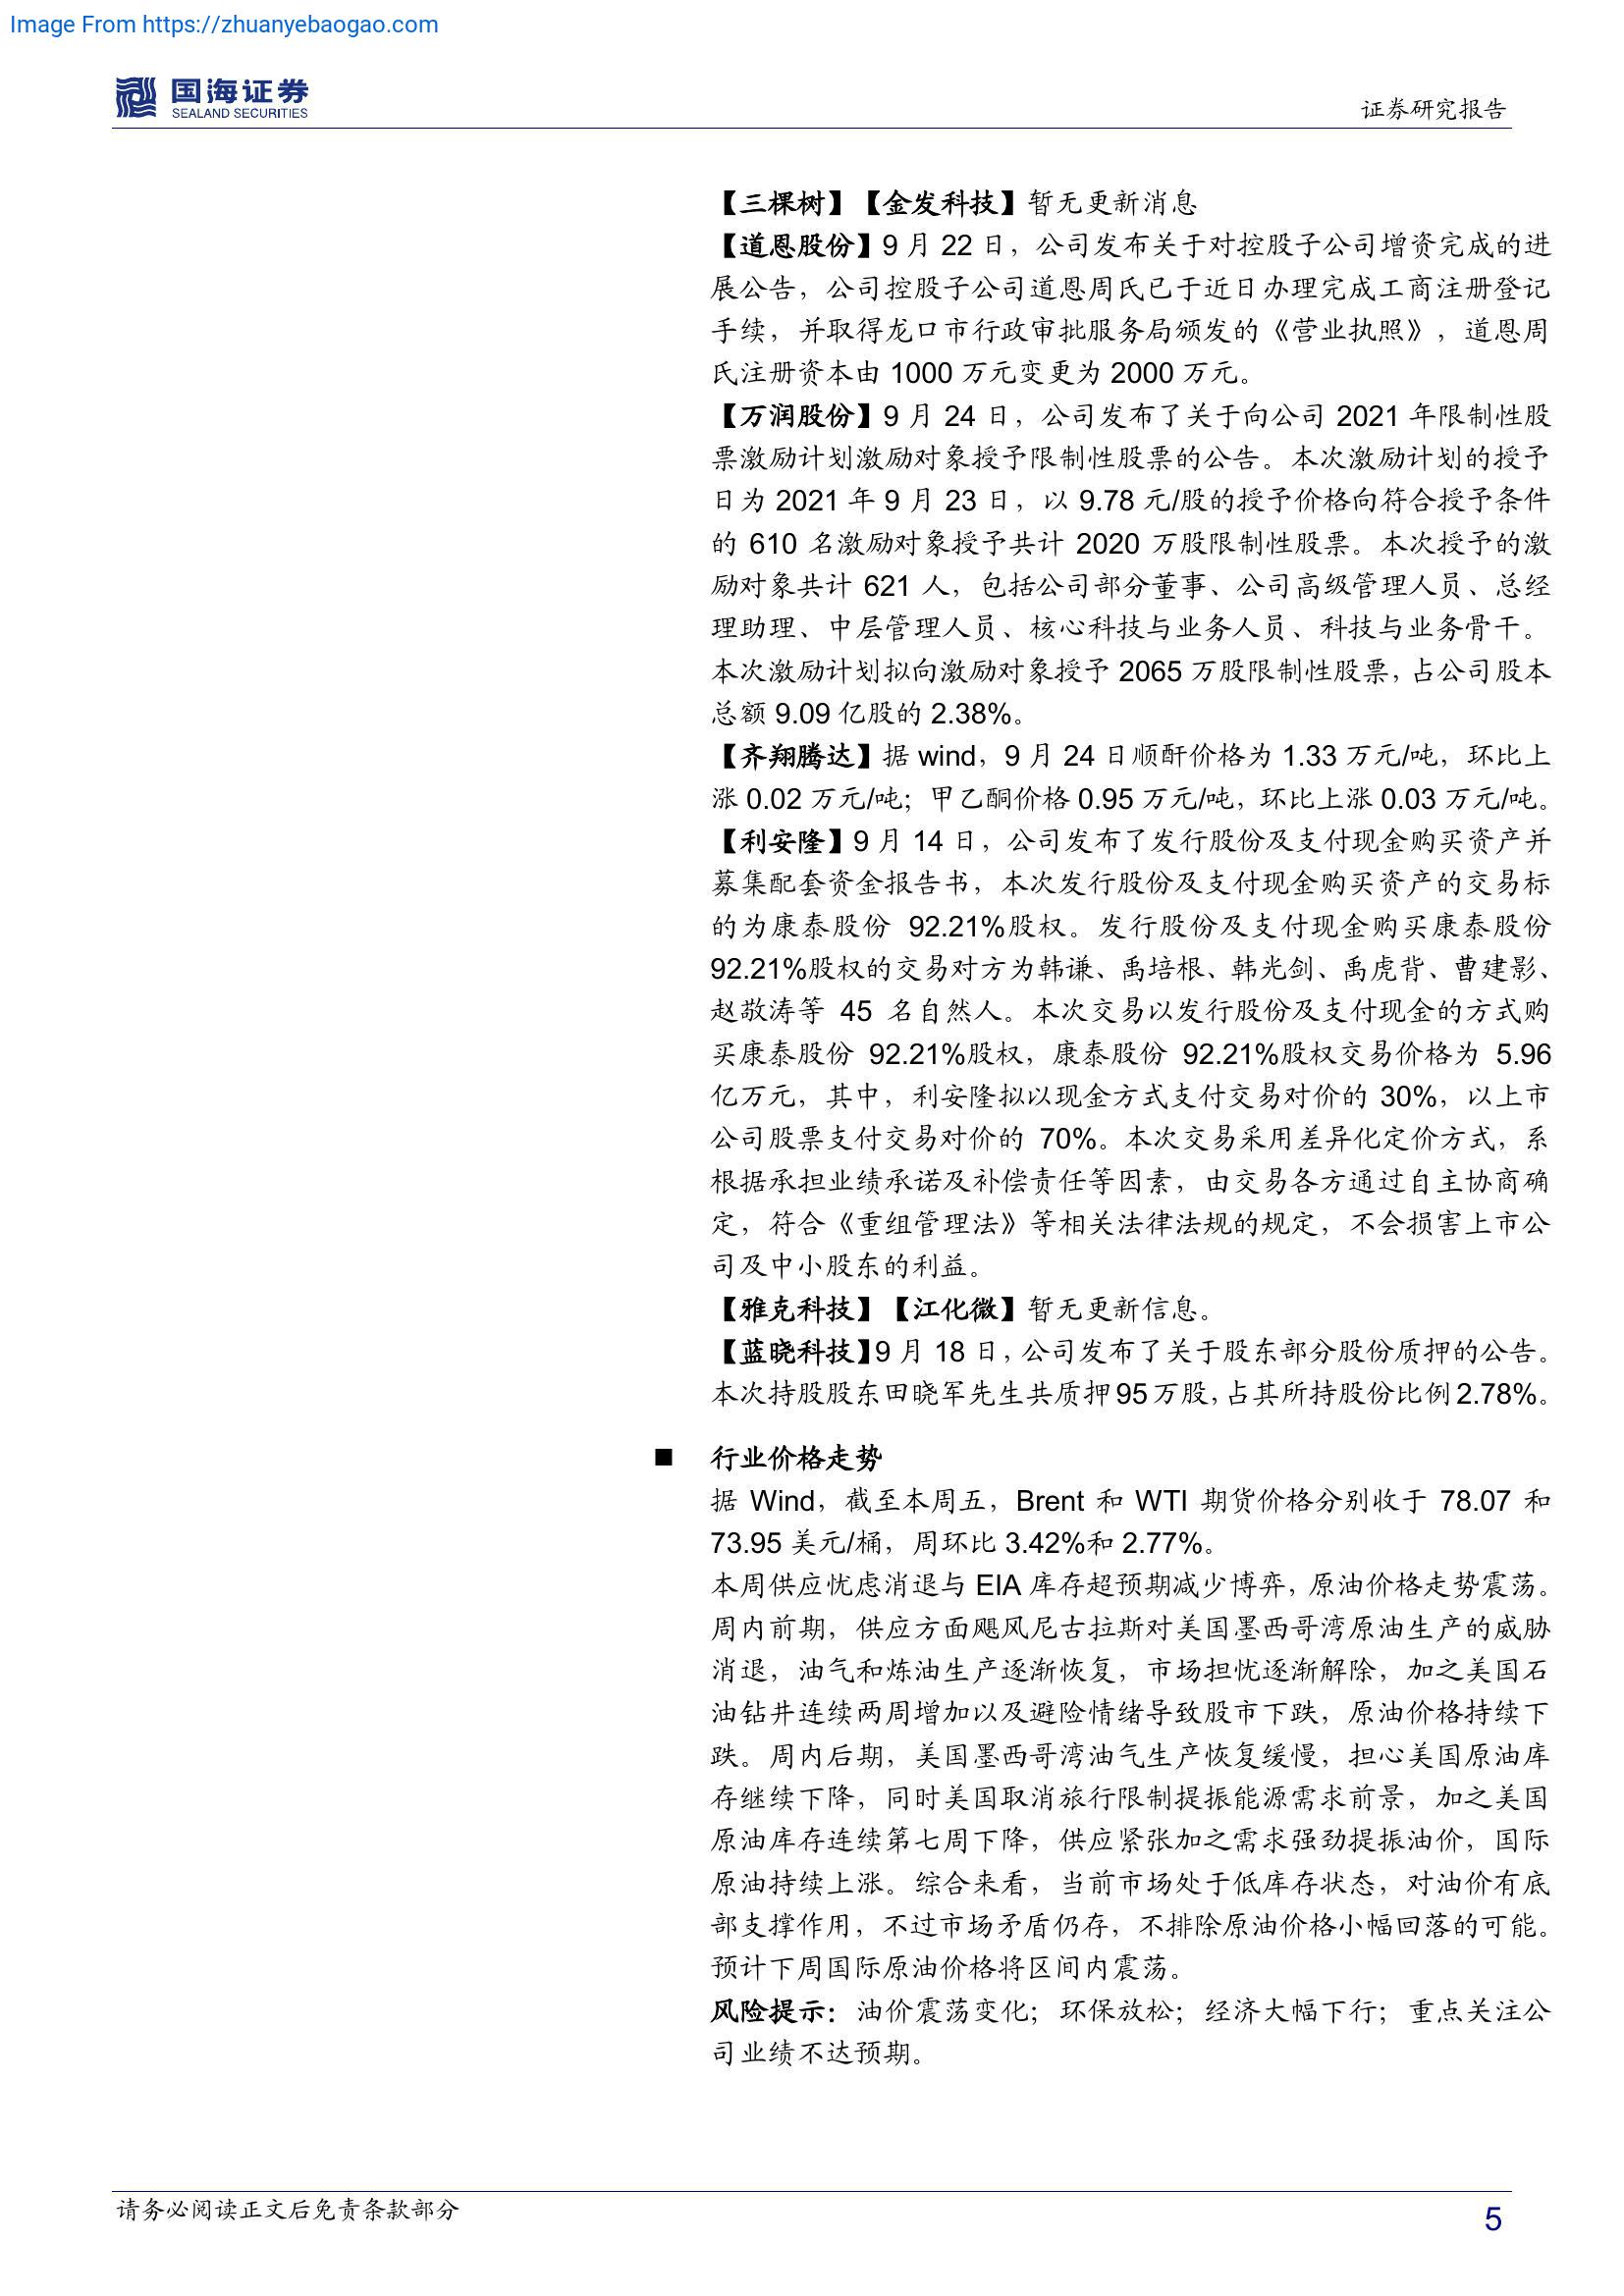 Image From https://zhuanyebaogao.com
国海证券
SEALAND SECURITIES
证券研究报告
【三棵树】【金发科技】暂无更新消息
【道恩股份】9 月 22 日，公司发布关于对控股子公司增资完成的进
展公告，公司控股子公司道恩周氏已于近日办理完成工商注册登记
手续，并取得龙口市行政审批服务局颁发的《营业执照》，道恩周
氏注册资本由 1000 万元变更为 2000 万元。
【万润股份】9 月 24 日，公司发布了关于向公司 2021 年限制性股
票激励计划激励对象授予限制性股票的公告。本次激励计划的授予
日为 2021 年 9 月 23 日，以 9.78 元/股的授予价格向符合授予条件
的 610 名激励对象授予共计 2020 万股限制性股票。本次授予的激
励对象共计 621 人，包括公司部分董事、公司高级管理人员、总经
理助理、中层管理人员、核心科技与业务人员、科技与业务骨干。
本次激励计划拟向激励对象授予 2065 万股限制性股票，占公司股本
总额 9.09 亿股的 2.38%。
【齐翔腾达】据 wind，9 月 24 日顺酐价格为 1.33 万元/吨，环比上
涨 0.02 万元/吨；甲乙酮价格 0.95 万元/吨，环比上涨 0.03 万元/吨。
【利安隆】9 月 14 日，公司发布了发行股份及支付现金购买资产并
募集配套资金报告书，本次发行股份及支付现金购买资产的交易标
的为康泰股份 92.21%股权。发行股份及支付现金购买康泰股份
92.21%股权的交易对方为韩谦、禹培根、韩光剑、禹虎背、曹建影、
赵敬涛等 45 名自然人。本次交易以发行股份及支付现金的方式购
买康泰股份 92.21%股权，康泰股份 92.21%股权交易价格为 5.96
亿万元，其中，利安隆拟以现金方式支付交易对价的 30%，以上市
公司股票支付交易对价的 70%。本次交易采用差异化定价方式，系
根据承担业绩承诺及补偿责任等因素，由交易各方通过自主协商确
定，符合《重组管理法》等相关法律法规的规定，不会损害上市公
司及中小股东的利益。
【雅克科技】【江化微】暂无更新信息。
【蓝晓科技】9 月 18 日，公司发布了关于股东部分股份质押的公告。
本次持股股东田晓军先生共质押 95 万股，占其所持股份比例 2.78%。
■ 行业价格走势
据 Wind，截至本周五，Brent 和 WTI 期货价格分别收于 78.07 和
73.95 美元/桶，周环比 3.42%和 2.77%。
本周供应忧虑消退与 EIA 库存超预期减少博弈，原油价格走势震荡。
周内前期，供应方面飓风尼古拉斯对美国墨西哥湾原油生产的威胁
消退，油气和炼油生产逐渐恢复，市场担忧逐渐解除，加之美国石
油钻井连续两周增加以及避险情绪导致股市下跌，原油价格持续下
跌。周内后期，美国墨西哥湾油气生产恢复缓慢，担心美国原油库
存继续下降，同时美国取消旅行限制提振能源需求前景，加之美国
原油库存连续第七周下降，供应紧张加之需求强劲提振油价，国际
原油持续上涨。综合来看，当前市场处于低库存状态，对油价有底
部支撑作用，不过市场矛盾仍存，不排除原油价格小幅回落的可能。
预计下周国际原油价格将区间内震荡。
风险提示：油价震荡变化；环保放松；经济大幅下行；重点关注公
司业绩不达预期。
请务必阅读正文后免责条款部分
5